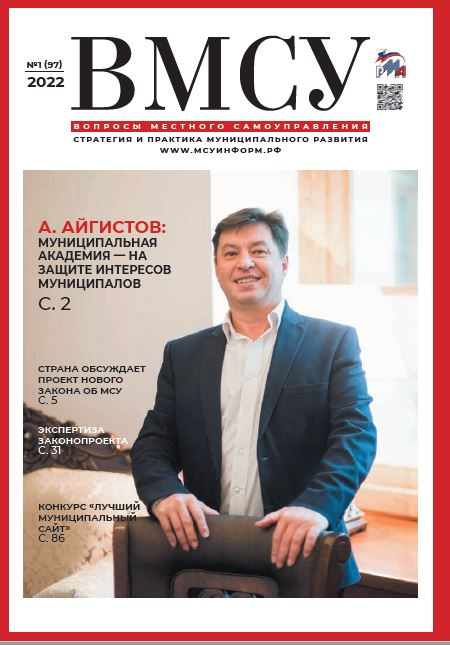 №1 (97)
2022
ВМСУ
РМА
ВОПРОСЫ МЕСТНОГО САМОУПРАВЛЕНИЯ
СТРАТЕГИЯ И ПРАКТИКА МУНИЦИПАЛЬНОГО РАЗВИТИЯ
WWW.МСУИНФОРМ.РФ
А. АЙГИСТОВ:
МУНИЦИПАЛЬНАЯ
АКАДЕМИЯ — НА
ЗАЩИТЕ ИНТЕРЕСОВ
МУНИЦИПАЛОВ
С. 2
СТРАНА ОБСУЖДАЕТ
ПРОЕКТ НОВОГО
ЗАКОНА ОБ МСУ
С. 5
ЭКСПЕРТИЗА
ЗАКОНОПРОЕКТА
С. 31
КОНКУРС «ЛУЧШИЙ
МУНИЦИПАЛЬНЫЙ
САЙТ»
С. 86